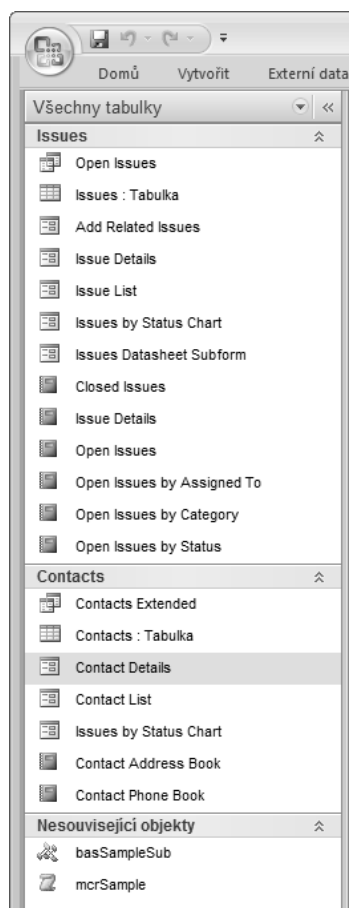 Domů Vytvořit Externí data
Všechny tabulky
Issues
Open Issues
Issues : Tabulka
Add Related Issues
Issue Details
Issue List
Issues by Status Chart
Issues Datasheet Subform
Closed Issues
Issue Details
Open Issues
Open Issues by Assigned To
Open Issues by Category
Open Issues by Status
Contacts
Contacts Extended
Contacts : Tabulka
Contact Details
Contact List
Issues by Status Chart
Contact Address Book
Contact Phone Book
Nesouvisející objekty
basSampleSub
mcrSample